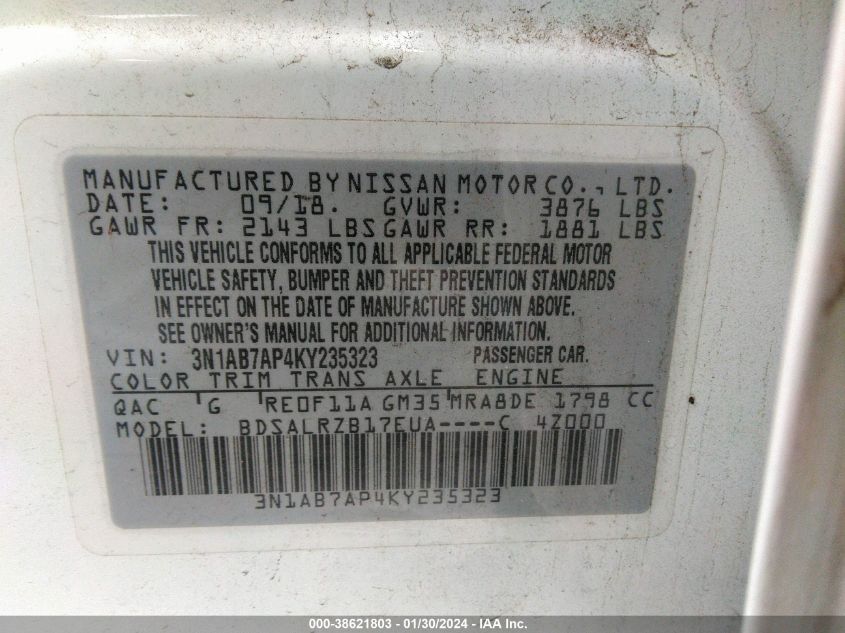 MANUFACTURED BY NISSAN MOTOR CO., LTD.
DATE: 09/18. GVWR: 3876 LBS
GAWR FR: 2143 LBS GAWR RR: 1881 LBS
THIS VEHICLE CONFORMS TO ALL APPLICABLE FEDERAL MOTOR
VEHICLE SAFETY, BUMPER AND THEFT PREVENTION STANDARDS
IN EFFECT ON THE DATE OF MANUFACTURE SHOWN ABOVE.
SEE OWNER'S MANUAL FOR ADDITIONAL INFORMATION.
VIN: 3N1AB7AP4KY235323 PASSENGER CAR.
COLOR TRIM TRANS AXLE ENGINE
QAC G RE0F11A GM35 MRA8DE 1798 CC
MODEL: BDSALRZB17EUA----C 4Z000
3N1AB7AP4KY235323
000-38621803 - 01/30/2024 - IAA Inc.